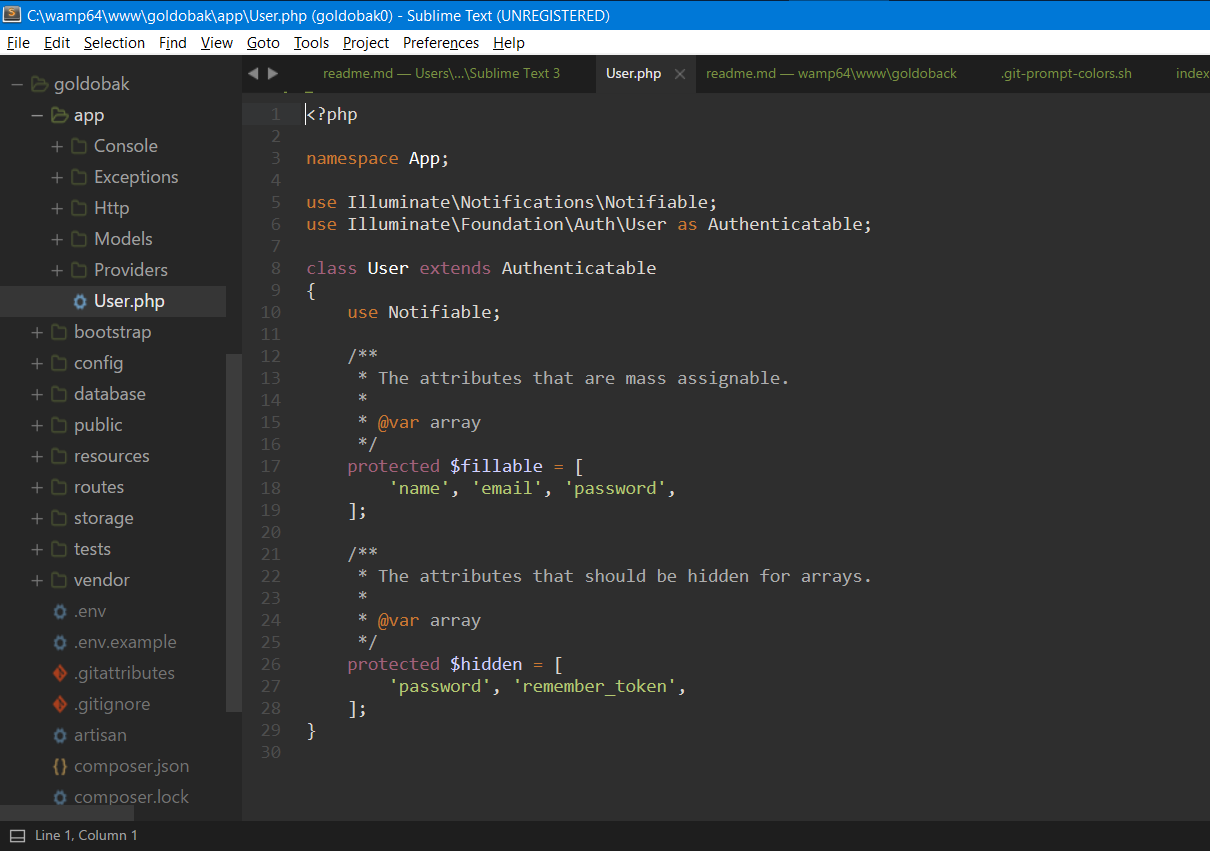 C:\wamp64\www\goldobak\app\User.php (goldobak0) - Sublime Text (UNREGISTERED)
File Edit Selection Find View Goto Tools Project Preferences Help
readme.md — Users\...\Sublime Text 3 User.php × readme.md — wamp64\www\goldoback .git-prompt-colors.sh index
goldobak
app
Console
Exceptions
Http
Models
Providers
User.php
bootstrap
config
database
public
resources
routes
storage
tests
vendor
.env
.env.example
.gitattributes
.gitignore
artisan
composer.json
composer.lock
1 <?php
2
3 namespace App;
4
5 use Illuminate\Notifications\Notifiable;
6 use Illuminate\Foundation\Auth\User as Authenticatable;
7
8 class User extends Authenticatable
9 {
10     use Notifiable;
11
12     /**
13      * The attributes that are mass assignable.
14      *
15      * @var array
16      */
17     protected $fillable = [
18         'name', 'email', 'password',
19     ];
20
21     /**
22      * The attributes that should be hidden for arrays.
23      *
24      * @var array
25      */
26     protected $hidden = [
27         'password', 'remember_token',
28     ];
29 }
30
Line 1, Column 1